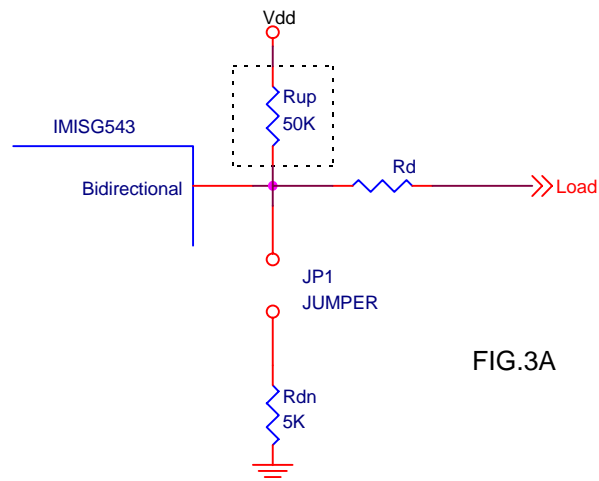 Vdd
Rup
50K
IMISG543
Bidirectional
Rd
Load
JP1
JUMPER
FIG.3A
Rdn
5K